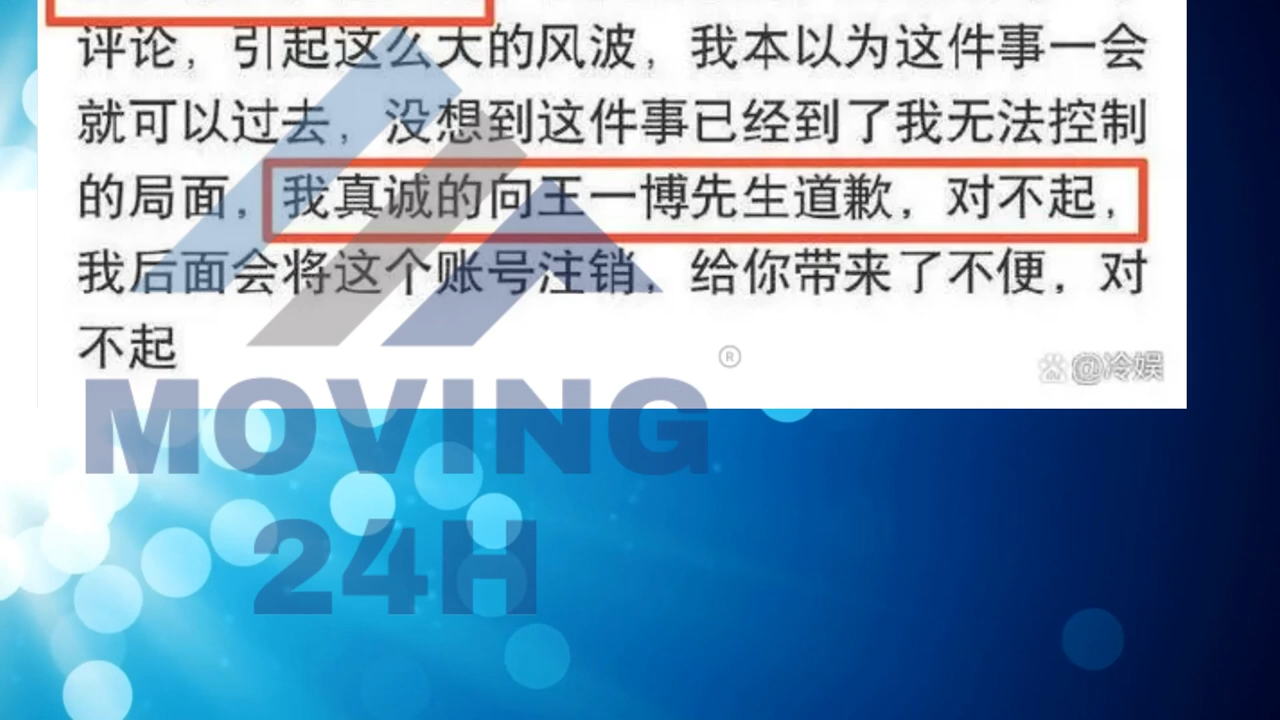 评论，引起这么大的风波，我本以为这件事一会
就可以过去，没想到这件事已经到了我无法控制
的局面，我真诚的向王一博先生道歉，对不起，
我后面会将这个账号注销，给你带来了不便，对
不起
®
@冷娱
MOVING
24H